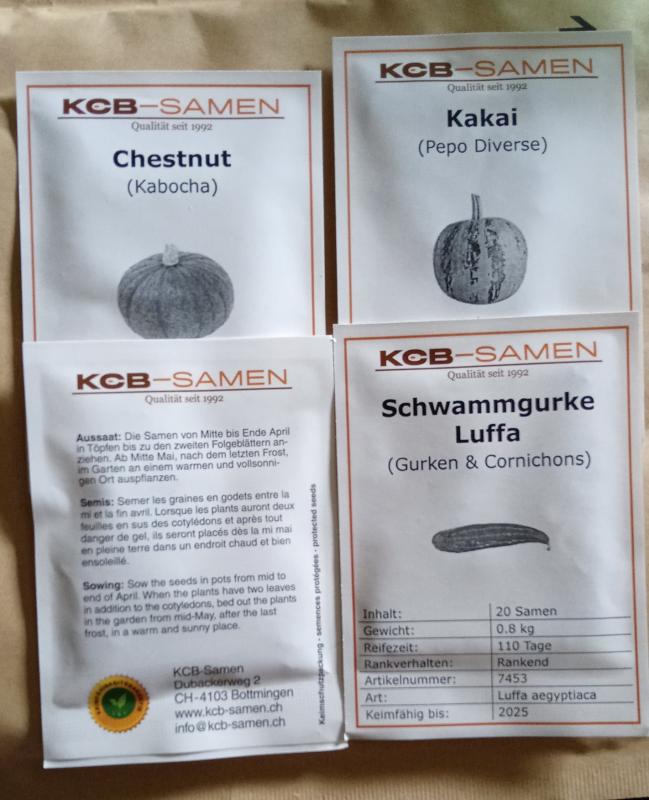 KCB-SAMEN
Qualität seit 1992
Chestnut
(Kabocha)
KCB-SAMEN
Qualität seit 1992
Kakai
(Pepo Diverse)
KCB-SAMEN
Qualität seit 1992
Aussaat: Die Samen von Mitte bis Ende April
in Töpfen bis zu den zweiten Folgeblättern an-
ziehen. Ab Mitte Mai, nach dem letzten Frost,
im Garten an einem warmen und vollsonni-
gen Ort auspflanzen.
Semis: Semer les graines en godets entre la
mi et la fin avril. Lorsque les plants auront deux
feuilles en sus des cotylédons et après tout
danger de gel, ils seront placés dès la mi mai
en pleine terre dans un endroit chaud et bien
ensoleillé.
Sowing: Sow the seeds in pots from mid to
end of April. When the plants have two leaves
in addition to the cotyledons, bed out the plants
in the garden from mid-May, after the last
frost, in a warm and sunny place.
KCB-Samen
Dubackerweg 2
CH-4103 Bottmingen
www.kcb-samen.ch
info@kcb-samen.ch
Keimschutzpackung - semences protégées - protected seeds
KCB-SAMEN
Qualität seit 1992
Schwammgurke
Luffa
(Gurken & Cornichons)
Inhalt: 20 Samen
Gewicht: 0.8 kg
Reifezeit: 110 Tage
Rankverhalten: Rankend
Artikelnummer: 7453
Art: Luffa aegyptiaca
Keimfähig bis: 2025